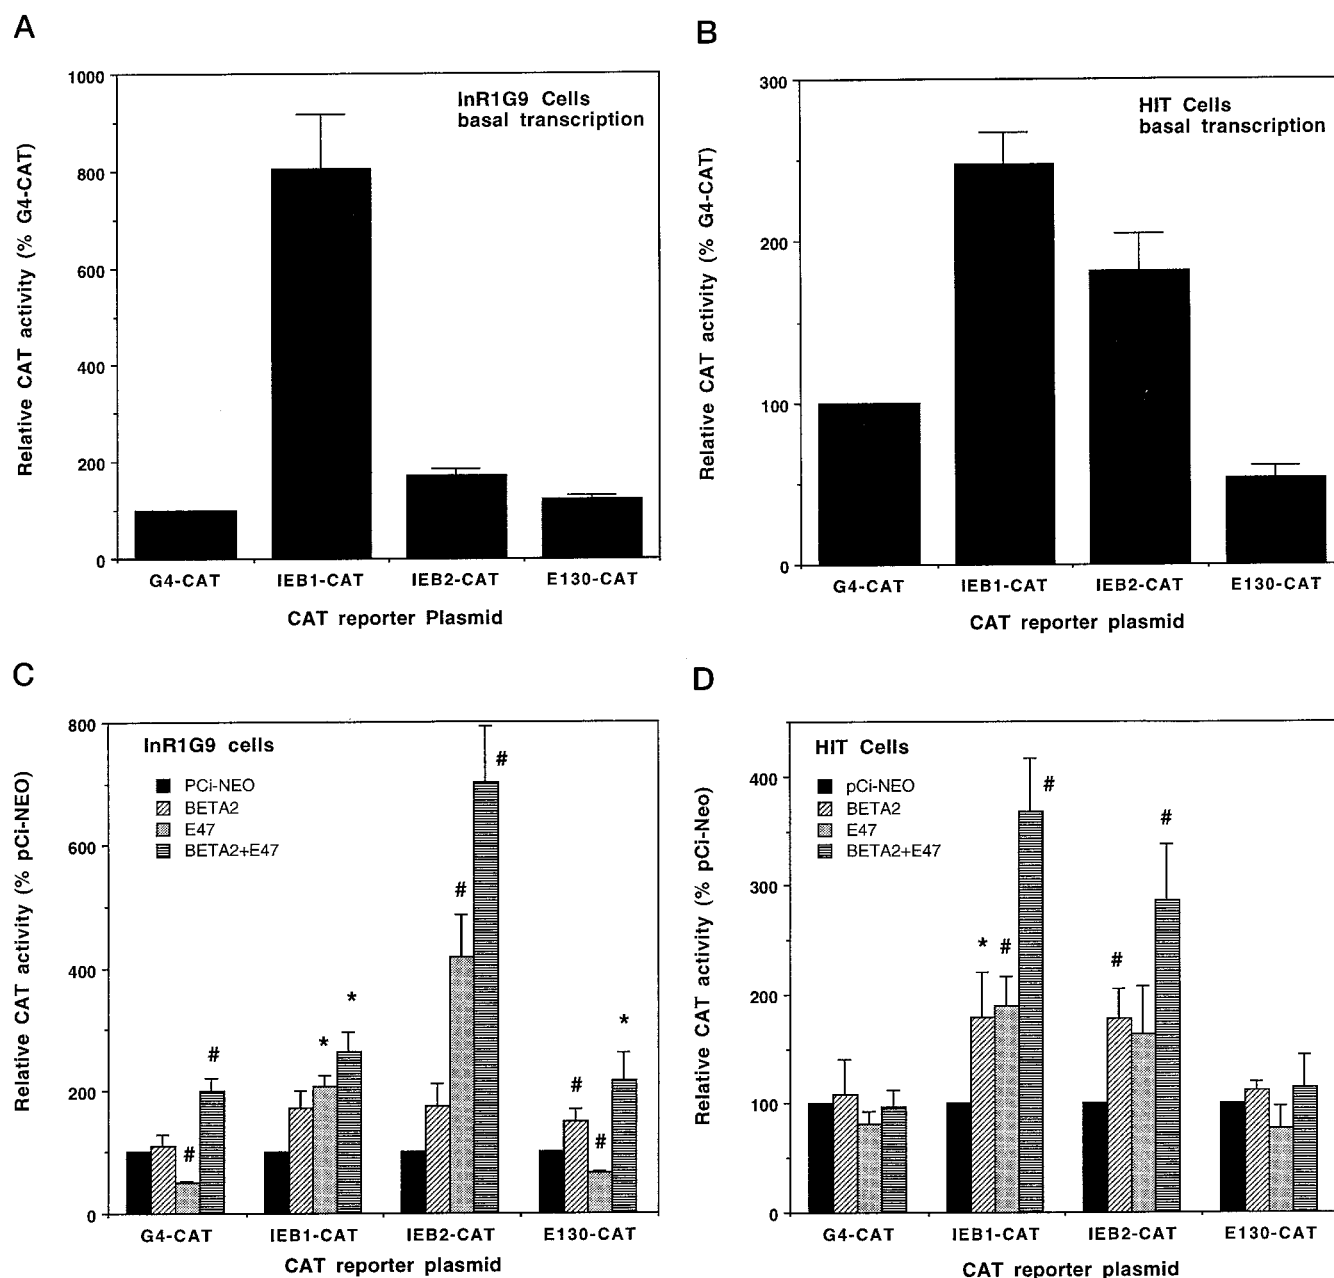 A
1000
800
600
400
200
0
Relative CAT activity (% G4-CAT)
InR1G9 Cells
basal transcription
G4-CAT IEB1-CAT IEB2-CAT E130-CAT
CAT reporter Plasmid
B
300
200
100
0
Relative CAT activity (% G4-CAT)
HIT Cells
basal transcription
G4-CAT IEB1-CAT IEB2-CAT E130-CAT
CAT reporter plasmid
C
800
600
400
200
0
Relative CAT activity (% pCi-NEO)
InR1G9 cells
PCi-NEO
BETA2
E47
BETA2+E47
# # * * # # # # *
G4-CAT IEB1-CAT IEB2-CAT E130-CAT
CAT reporter plasmid
D
400
300
200
100
0
Relative CAT activity (% pCi-Neo)
HIT Cells
pCi-NEO
BETA2
E47
BETA2+E47
* # # # #
G4-CAT IEB1-CAT IEB2-CAT E130-CAT
CAT reporter plasmid